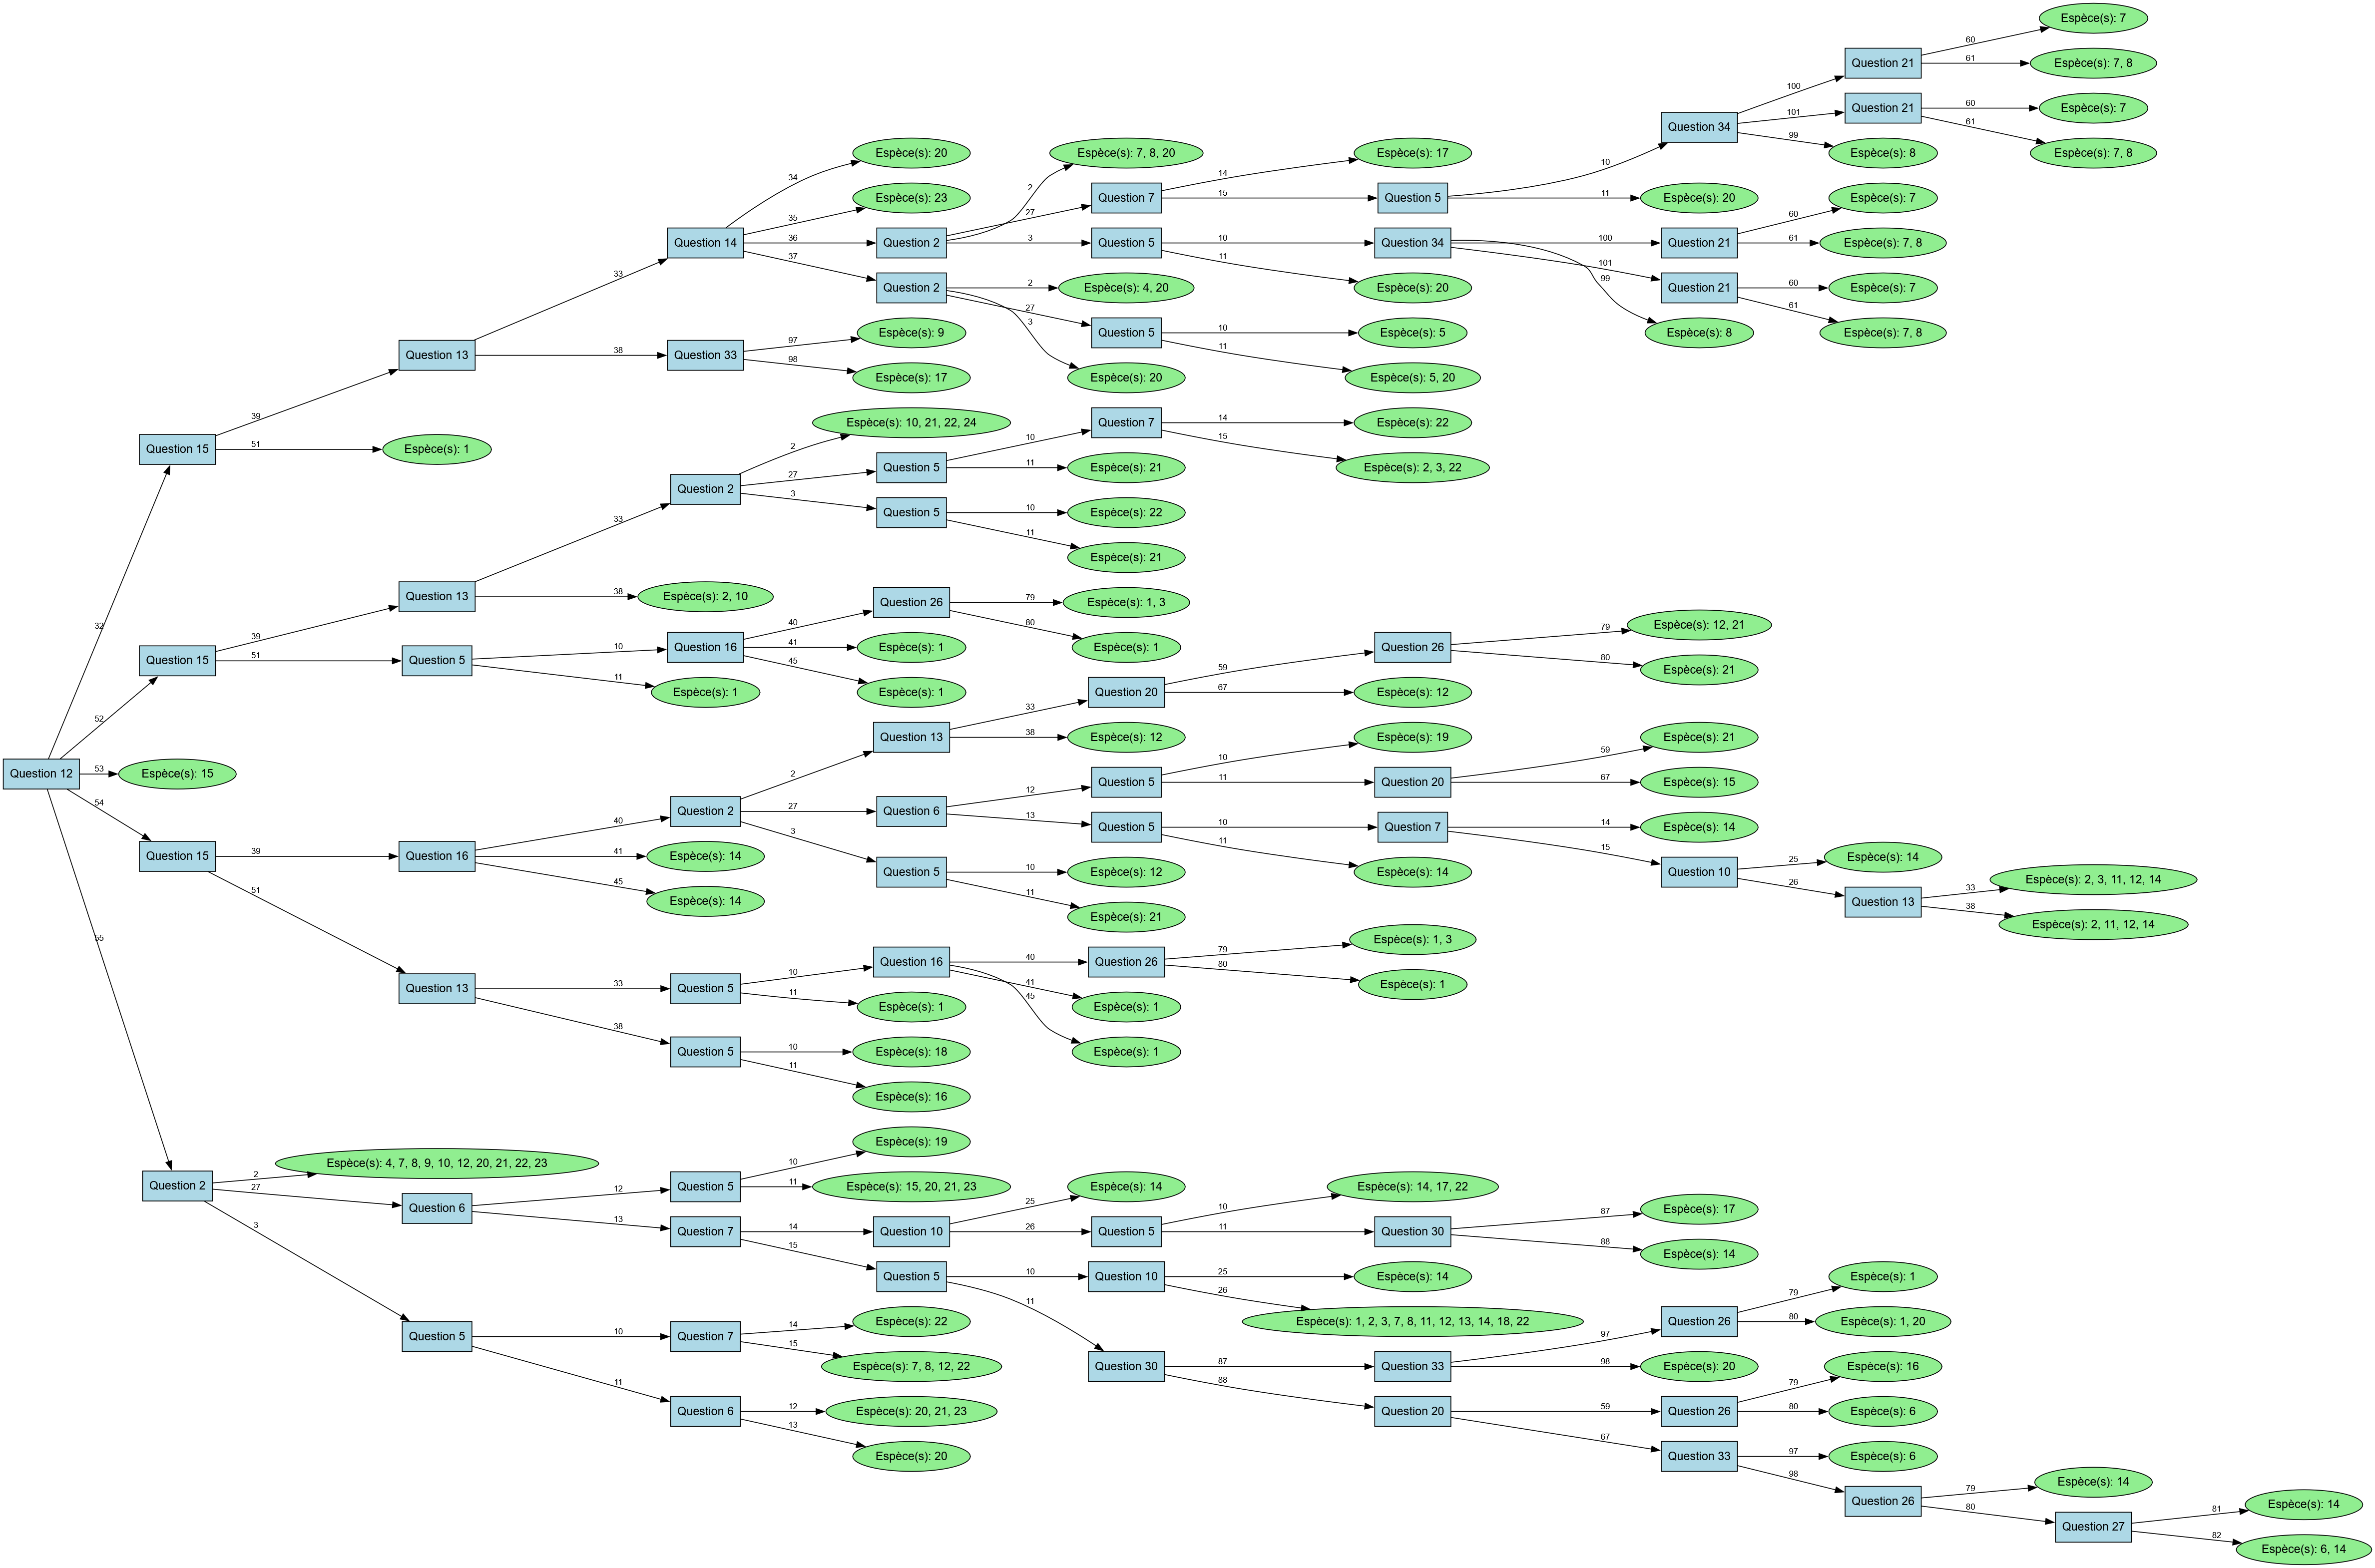 Espèce(s): 7
60
Question 21
61
Espèce(s): 7, 8
100
Question 21
60
Espèce(s): 7
101
61
Question 34
99
Espèce(s): 20
Espèce(s): 7, 8, 20
Espèce(s): 17
Espèce(s): 8
Espèce(s): 7, 8
34
14
10
2
Espèce(s): 23
Question 7
15
Question 5
11
Espèce(s): 20
Espèce(s): 7
35
27
60
Question 14
36
Question 2
3
Question 5
10
Question 34
100
Question 21
61
Espèce(s): 7, 8
37
11
101
33
Question 2
2
Espèce(s): 4, 20
Espèce(s): 20
99
Question 21
60
Espèce(s): 7
27
61
3
97
Espèce(s): 9
Question 5
10
Espèce(s): 5
Espèce(s): 8
Espèce(s): 7, 8
Question 13
38
Question 33
98
11
Espèce(s): 17
Espèce(s): 20
Espèce(s): 5, 20
39
Espèce(s): 10, 21, 22, 24
Question 7
14
Espèce(s): 22
Question 15
51
Espèce(s): 1
2
10
15
27
Question 5
11
Espèce(s): 21
Espèce(s): 2, 3, 22
Question 2
3
33
Question 5
10
Espèce(s): 22
11
Espèce(s): 21
Question 13
38
Espèce(s): 2, 10
Question 26
79
Espèce(s): 1, 3
40
80
32
39
Question 16
41
Espèce(s): 1
Espèce(s): 1
Question 26
79
Espèce(s): 12, 21
Question 15
51
Question 5
10
45
59
80
11
Espèce(s): 1
Espèce(s): 1
Question 20
67
Espèce(s): 12
Espèce(s): 21
33
52
Question 13
38
Espèce(s): 12
Espèce(s): 19
Espèce(s): 21
2
10
59
Question 12
53
Espèce(s): 15
Question 5
11
Question 20
67
Espèce(s): 15
12
54
Question 2
27
Question 6
13
Question 5
10
Question 7
14
Espèce(s): 14
40
11
15
Question 15
39
Question 16
41
Espèce(s): 14
3
25
Espèce(s): 14
45
Question 5
10
Espèce(s): 12
Espèce(s): 14
Question 10
26
33
Espèce(s): 2, 3, 11, 12, 14
51
Espèce(s): 14
11
Espèce(s): 21
Question 13
38
Espèce(s): 2, 11, 12, 14
55
79
Espèce(s): 1, 3
Question 16
40
Question 26
80
10
41
Question 13
33
Question 5
11
Espèce(s): 1
45
Espèce(s): 1
Espèce(s): 1
38
Question 5
10
Espèce(s): 18
Espèce(s): 1
11
Espèce(s): 16
Espèce(s): 19
10
Espèce(s): 4, 7, 8, 9, 10, 12, 20, 21, 22, 23
2
Question 2
27
12
Question 5
11
Espèce(s): 15, 20, 21, 23
Espèce(s): 14
Espèce(s): 14, 17, 22
25
10
Question 6
13
87
Espèce(s): 17
3
Question 7
14
Question 10
26
Question 5
11
Question 30
88
Espèce(s): 14
15
Question 5
10
Question 10
25
Espèce(s): 14
Espèce(s): 1
26
79
11
Espèce(s): 22
Espèce(s): 1, 2, 3, 7, 8, 11, 12, 13, 14, 18, 22
Question 26
80
Espèce(s): 1, 20
14
97
Question 5
10
Question 7
15
Espèce(s): 7, 8, 12, 22
Question 30
87
Question 33
98
Espèce(s): 20
Espèce(s): 16
88
79
11
Question 6
12
Espèce(s): 20, 21, 23
Question 20
59
Question 26
80
Espèce(s): 6
13
67
Espèce(s): 20
Question 33
97
Espèce(s): 6
98
Espèce(s): 14
79
Question 26
80
81
Espèce(s): 14
Question 27
82
Espèce(s): 6, 14